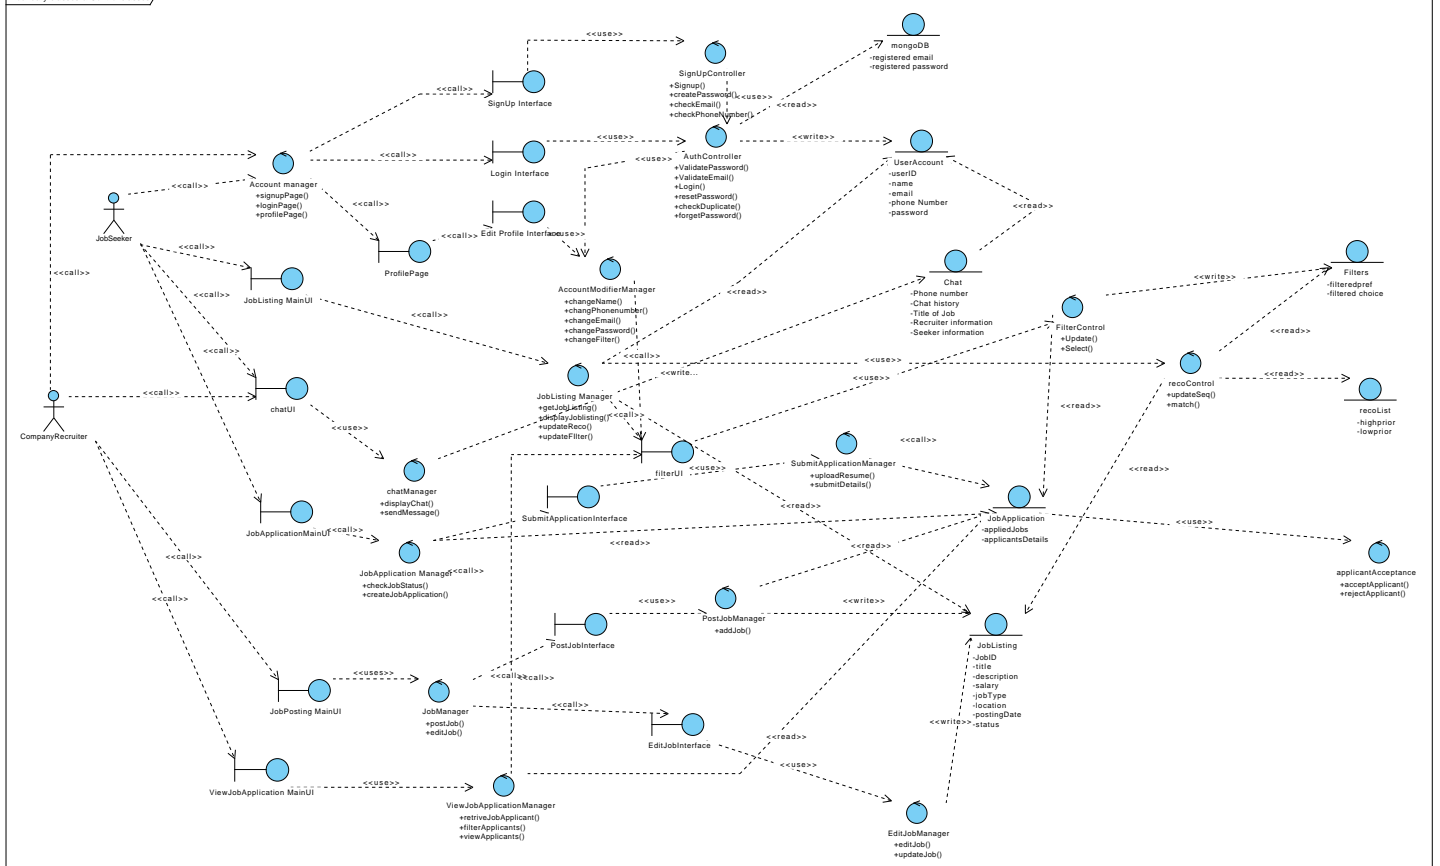 <<use>>
mongoDB
-registered email
-registered password
SignUpController
+Signup()
+createPassword()
+checkEmail()
+checkPhoneNumber()
<<use>>
<<read>>
<<call>>
SignUp Interface
<<use>>
<<write>>
AuthController
+ValidatePassword()
+ValidateEmail()
+Login()
+resetPassword()
+checkDuplicate()
+forgetPassword()
<<use>>
UserAccount
-userID
-name
-email
-phone Number
-password
<<call>>
Login Interface
Account manager
+signupPage()
+loginPage()
+profilePage()
<<call>>
<<call>>
<<read>>
JobSeeker
<<call>>
Edit Profile Interface
<<use>>
ProfilePage
<<call>>
<<call>>
JobListing MainUI
<<call>>
AccountModifierManager
+changeName()
+changPhonenumber()
+changeEmail()
+changePassword()
+changeFilter()
<<read>>
Chat
-Phone number
-Chat history
-Title of Job
-Recruiter information
-Seeker information
<<write>>
Filters
-filteredpref
-filtered choice
FilterControl
+Update()
+Select()
<<call>>
<<read>>
<<call>>
<<call>>
<<use>>
<<write...
<<use>>
<<read>>
recoControl
+updateSeq()
+match()
recoList
-highprior
-lowprior
JobListing Manager
+getJobListing()
+displayJoblisting()
+updateReco()
+updateFIlter()
<<call>>
<<read>>
chatUI
<<call>>
CompanyRecruiter
<<use>>
<<call>>
filterUI
<<use>>
SubmitApplicationManager
+uploadResume()
+submitDetails()
<<read>>
chatManager
+displayChat()
+sendMessage()
SubmitApplicationInterface
<<read>>
JobApplication
-appliedJobs
-applicantsDetails
<<use>>
JobApplicationMainUI
<<call>>
<<read>>
<<read>>
<<call>>
JobApplication Manager
+checkJobStatus()
+createJobApplication()
<<call>>
applicantAcceptance
+acceptApplicant()
+rejectApplicant()
<<call>>
<<use>>
PostJobManager
+addJob()
<<write>>
PostJobInterface
JobListing
-JobID
-title
-description
-salary
-jobType
-location
-postingDate
-status
<<uses>>
<<call>>
<<call>>
JobPosting MainUI
JobManager
+postJob()
+editJob()
<<call>>
<<write>>
<<read>>
EditJobInterface
<<use>>
ViewJobApplication MainUI
<<use>>
ViewJobApplicationManager
+retriveJobApplicant()
+filterApplicants()
+viewApplicants()
EditJobManager
+editJob()
+updateJob()